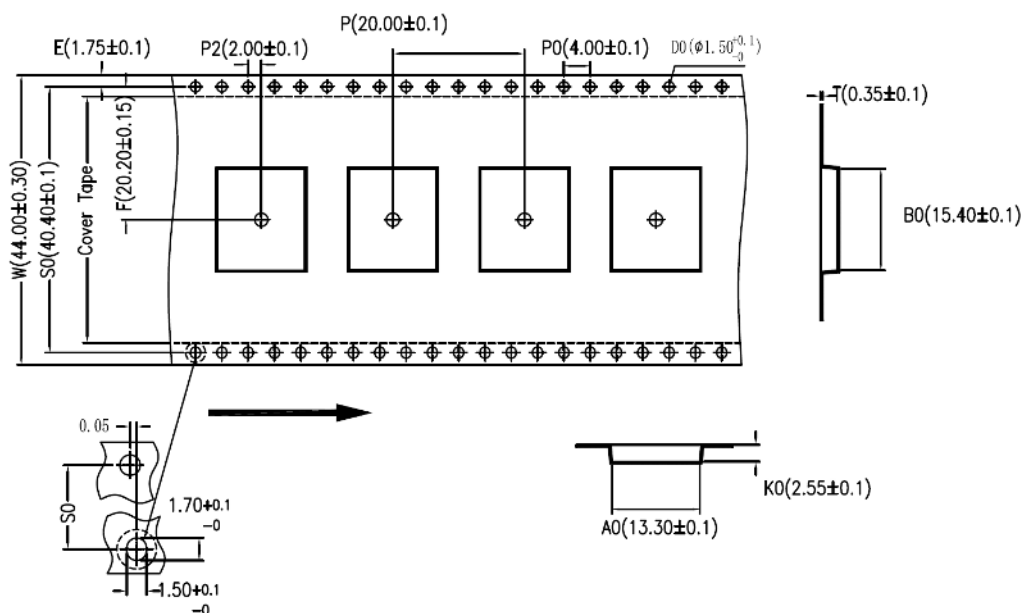 P(20.00±0.1)
E(1.75±0.1)
P2(2.00±0.1)
P0(4.00±0.1)
D0(φ1.50+0.1
-0
T(0.35±0.1)
W(44.00±0.30)
S0(40.40±0.1)
Cover Tape
F(20.20±0.15)
B0(15.40±0.1)
0.05
S0
1.70+0.1
-0
1.50+0.1
-0
K0(2.55±0.1)
A0(13.30±0.1)